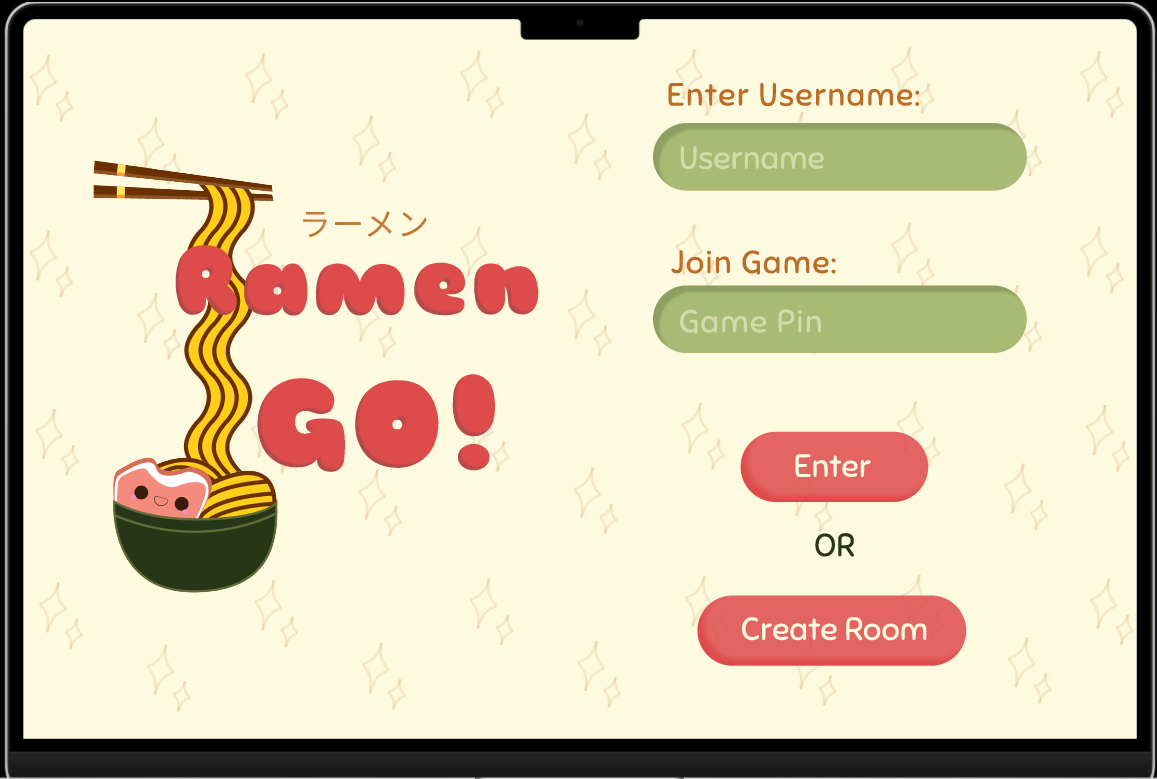 ラーメン
Ramen
GO!
Enter Username:
Username
Join Game:
Game Pin
Enter
OR
Create Room